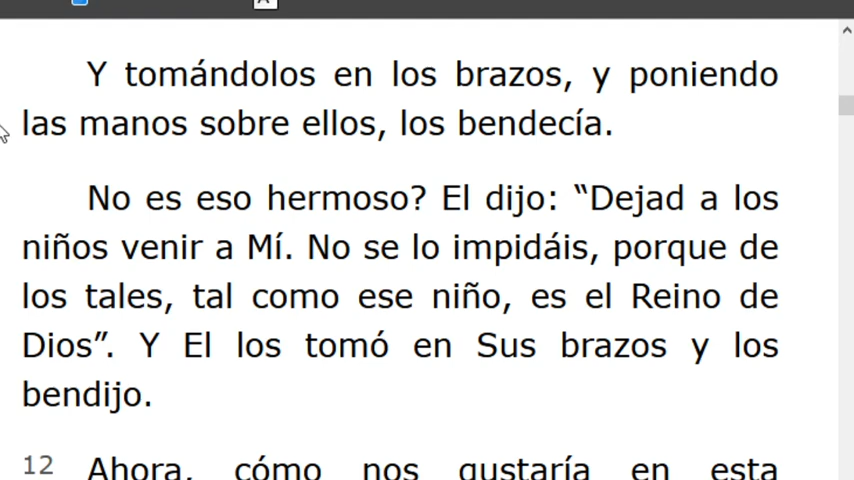 Y tomándolos en los brazos, y poniendo
las manos sobre ellos, los bendecía.
No es eso hermoso? El dijo: “Dejad a los
niños venir a Mí. No se lo impidáis, porque de
los tales, tal como ese niño, es el Reino de
Dios”. Y El los tomó en Sus brazos y los
bendijo.
12 Ahora, cómo nos gustaría en esta